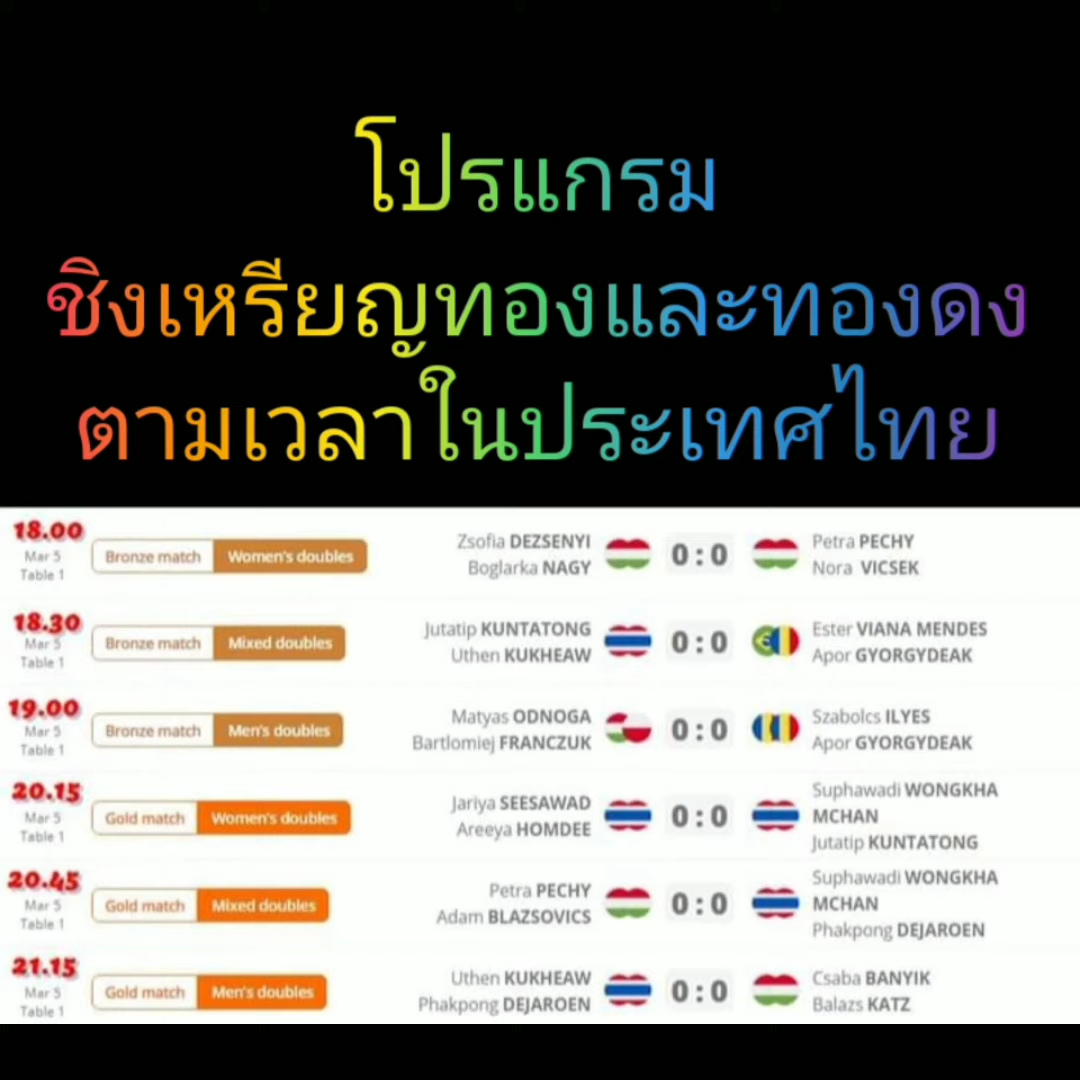 โปรแกรม
ชิงเหรียญทองและทองดง
ตามเวลาในประเทศไทย
18.00
Mar 5
Table 1
Bronze match Women's doubles
Zsofia DEZSENYI
Boglarka NAGY
0 : 0
Petra PECHY
Nora VICSEK
18.30
Mar 5
Table 1
Bronze match Mixed doubles
Jutatip KUNTATONG
Uthen KUKHEAW
0 : 0
Ester VIANA MENDES
Apor GYORGYDEAK
19.00
Mar 5
Table 1
Bronze match Men's doubles
Matyas ODNOGA
Bartlomiej FRANCZUK
0 : 0
Szabolcs ILYES
Apor GYORGYDEAK
20.15
Mar 5
Table 1
Gold match Women's doubles
Jariya SEESAWAD
Areeya HOMDEE
0 : 0
Suphawadi WONGKHA
MCHAN
Jutatip KUNTATONG
20.45
Mar 5
Table 1
Gold match Mixed doubles
Petra PECHY
Adam BLAZSOVICS
0 : 0
Suphawadi WONGKHA
MCHAN
Phakpong DEJAROEN
21.15
Mar 5
Table 1
Gold match Men's doubles
Uthen KUKHEAW
Phakpong DEJAROEN
0 : 0
Csaba BANYIK
Balazs KATZ